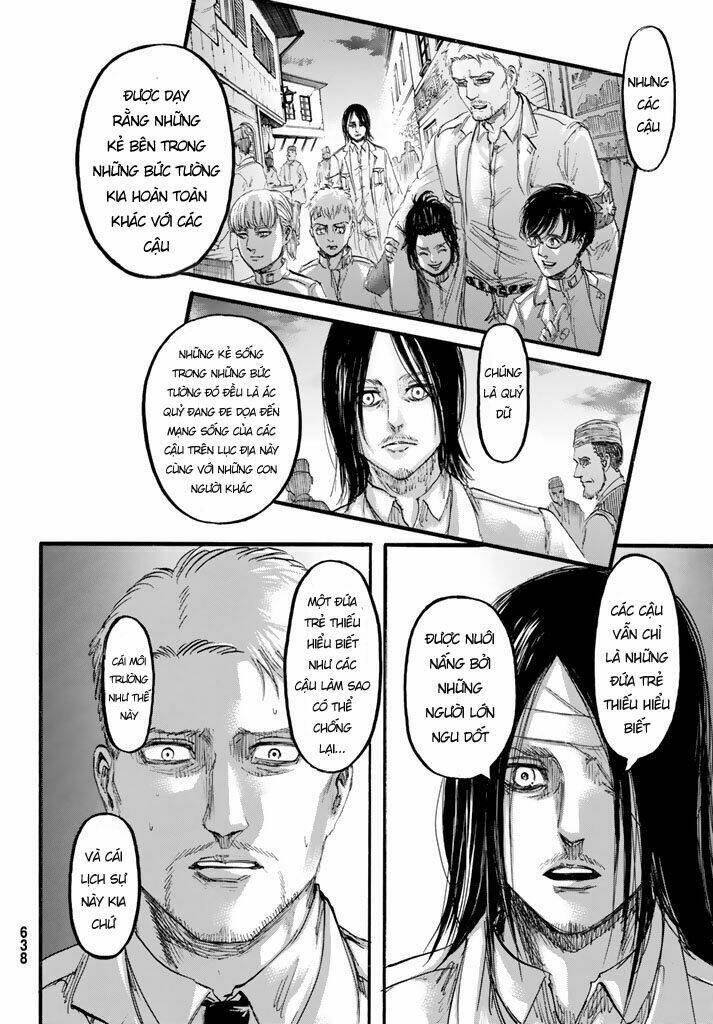 NHƯNG
CÁC
CẬU
ĐƯỢC DẠY
RẰNG NHỮNG
KẺ BÊN TRONG
NHỮNG BỨC TƯỜNG
KIA HOÀN TOÀN
KHÁC VỚI CÁC
CẬU
CHÚNG
LÀ QUỶ
DỮ
NHỮNG KẺ SỐNG
TRONG NHỮNG BỨC
TƯỜNG ĐÓ ĐỀU LÀ ÁC
QUỶ ĐANG ĐE DỌA ĐẾN
MẠNG SỐNG CỦA CÁC
CẬU TRÊN LỤC ĐỊA NÀY
CÙNG VỚI NHỮNG CON
NGƯỜI KHÁC
CÁC CẬU
VẪN CHỈ
LÀ NHỮNG
ĐỨA TRẺ
THIẾU HIỂU
BIẾT
ĐƯỢC NUÔI
NẤNG BỞI
NHỮNG
NGƯỜI LỚN
NGU DỐT
MỘT ĐỨA
TRẺ THIẾU
HIỂU BIẾT
NHƯ CÁC
CẬU LÀM SAO
CÓ THỂ
CHỐNG
LẠI...
CÁI MÔI
TRƯỜNG
NHƯ THẾ
NÀY
VÀ CÁI
LỊCH SỰ
NÀY KIA
CHỨ
638